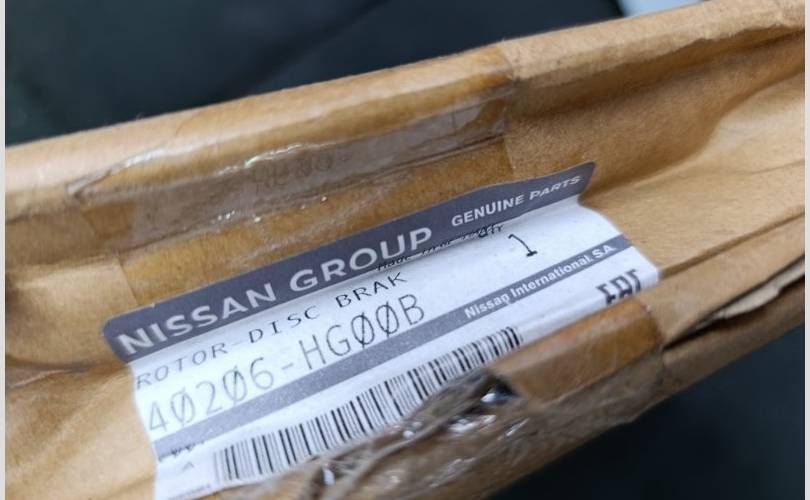 NISSAN GROUP GENUINE PARTS
ROTOR-DISC BRAK
1
40206-HG00B
Nissan International. S.A.
EAC